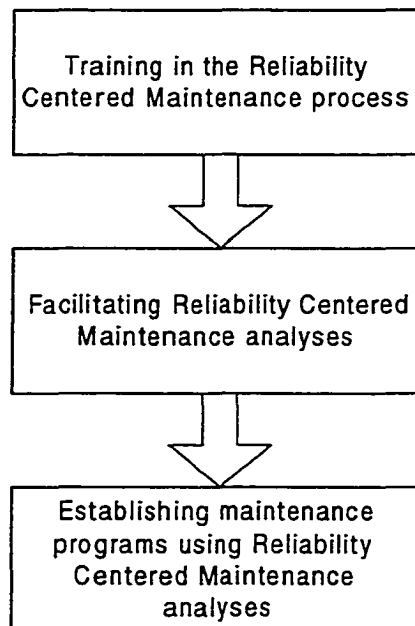 Training in the Reliability
Centered Maintenance process
Facilitating Reliability Centered
Maintenance analyses
Establishing maintenance
programs using Reliability
Centered Maintenance
analyses